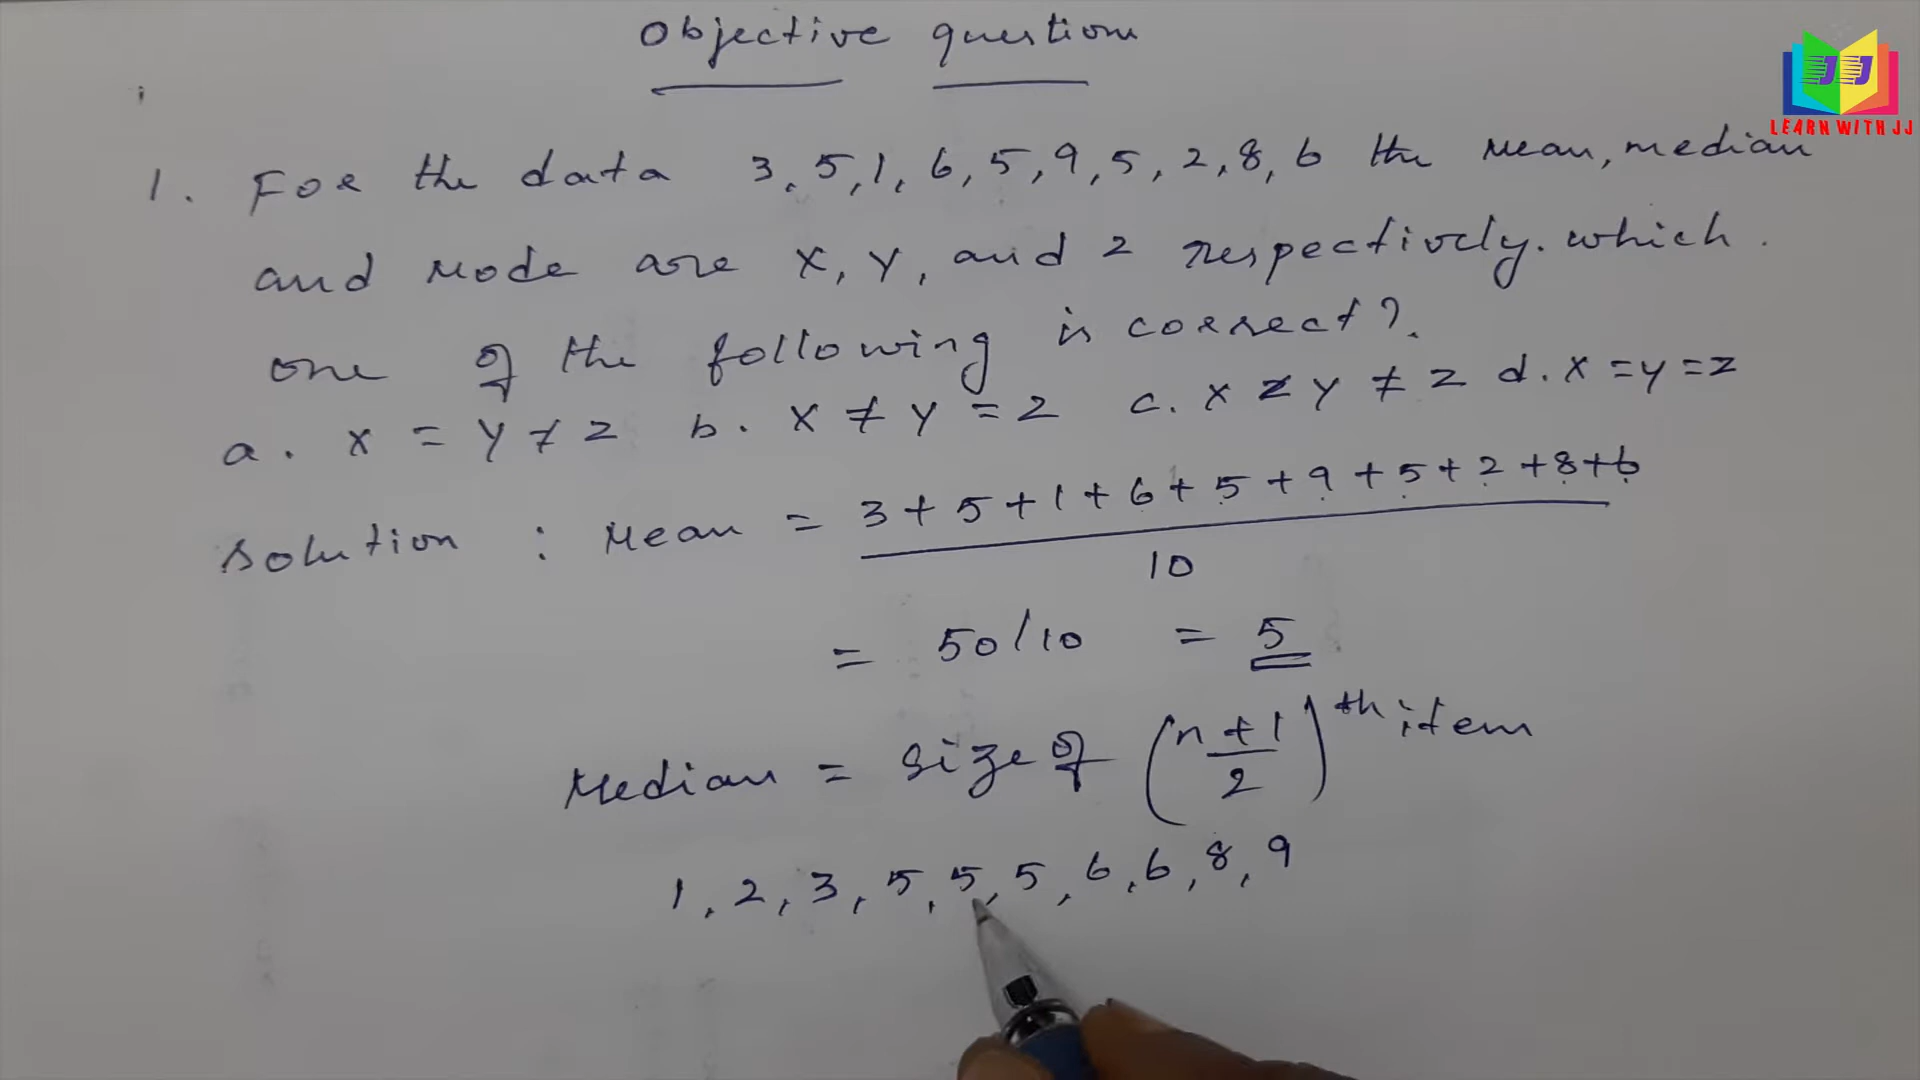 Objective questions
JJ
LEARN WITH JJ
1. For the data 3, 5, 1, 6, 5, 9, 5, 2, 8, 6 the mean, median
and mode are x, y, and z respectively. which
one of the following is correct?
a. x = y ≠ z b. x ≠ y = z c. x ≠ y ≠ z d. x = y = z
Solution : Mean = 3 + 5 + 1 + 6 + 5 + 9 + 5 + 2 + 8 + 6
10
= 50/10 = 5
Median = Size of (n+1/2)th item
1, 2, 3, 5, 5, 5, 6, 6, 8, 9